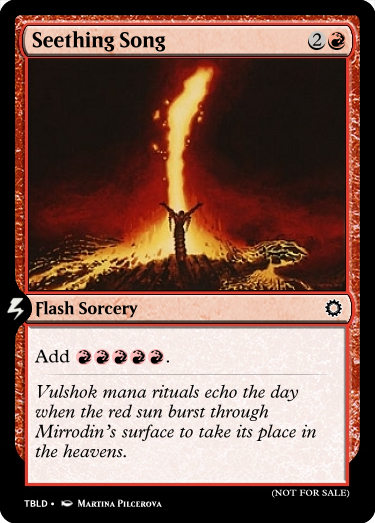 Seething Song 2
Flash Sorcery
Add
.
Vulshok mana rituals echo the day
when the red sun burst through
Mirrodin's surface to take its place in
the heavens.
TBLD • Martina Pilcerova
(NOT FOR SALE)